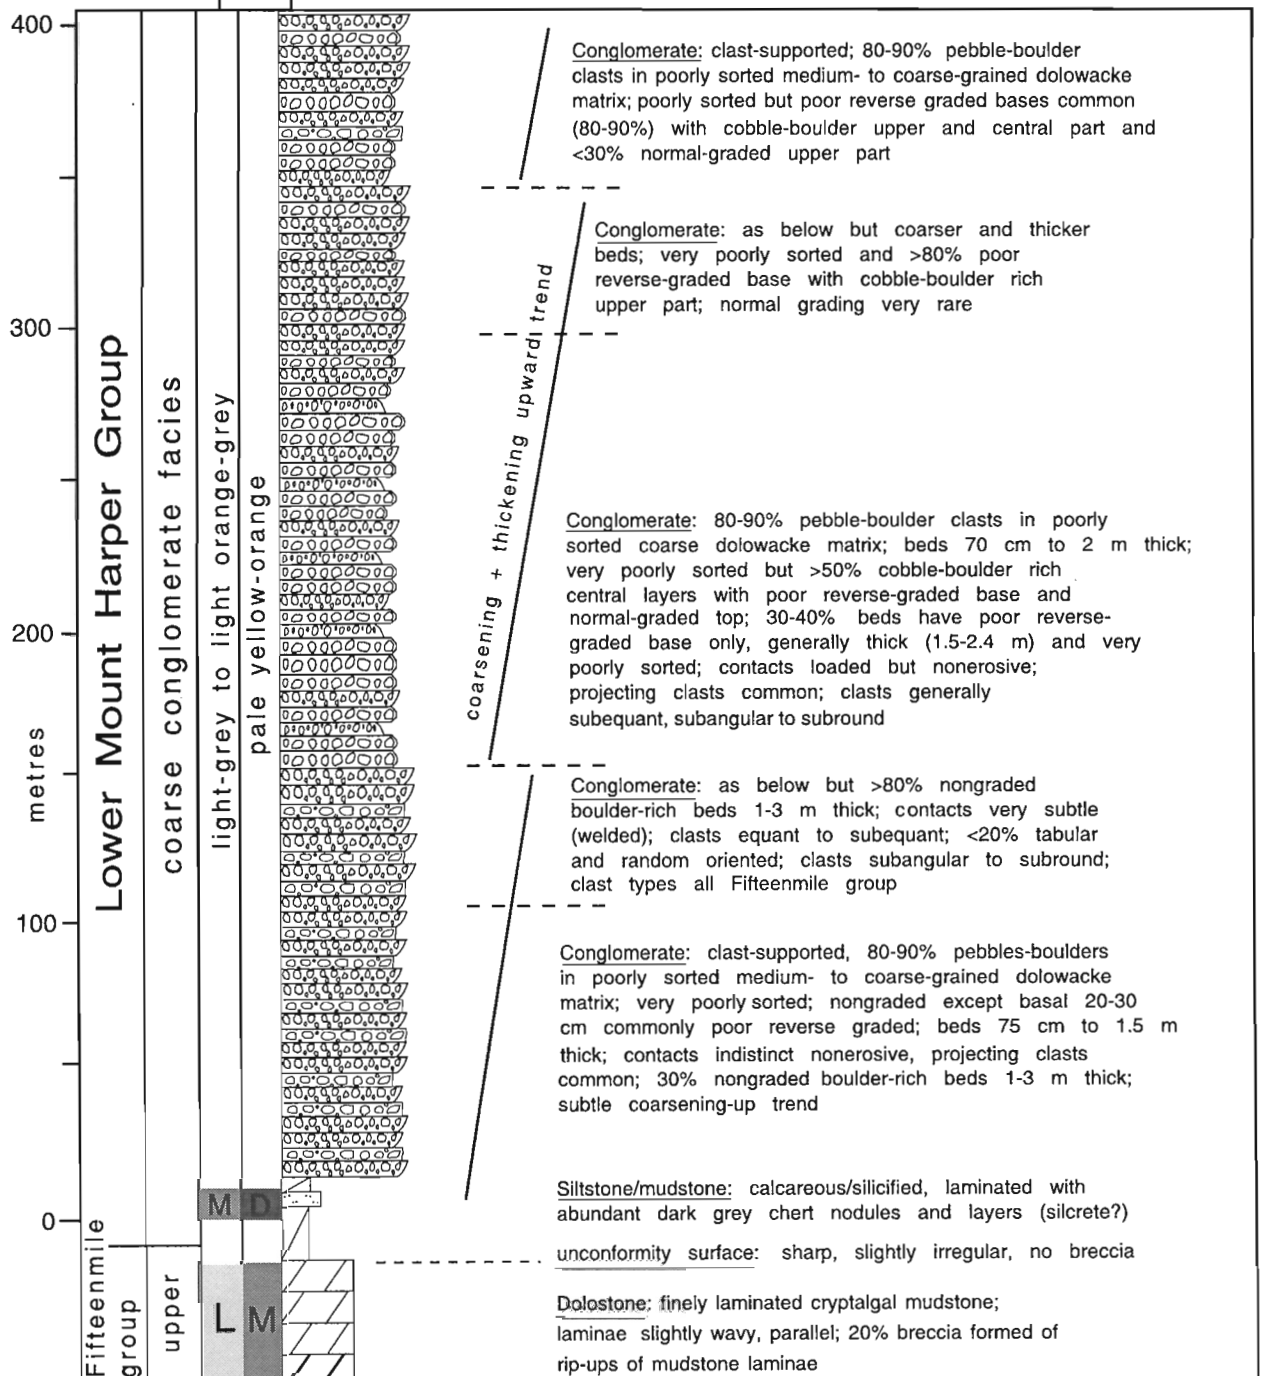 400
300
200
100
0
metres
Lower Mount Harper Group
coarse conglomerate facies
light-grey to light orange-grey
pale yellow-orange
Fifteenmile
group
upper
M D
L M
coarsening + thickening upward trend
Conglomerate: clast-supported; 80-90% pebble-boulder
clasts in poorly sorted medium- to coarse-grained dolowacke
matrix; poorly sorted but poor reverse graded bases common
(80-90%) with cobble-boulder upper and central part and
<30% normal-graded upper part
Conglomerate: as below but coarser and thicker
beds; very poorly sorted and >80% poor
reverse-graded base with cobble-boulder rich
upper part; normal grading very rare
Conglomerate: 80-90% pebble-boulder clasts in poorly
sorted coarse dolowacke matrix; beds 70 cm to 2 m thick;
very poorly sorted but >50% cobble-boulder rich
central layers with poor reverse-graded base and
normal-graded top; 30-40% beds have poor reverse-
graded base only, generally thick (1.5-2.4 m) and very
poorly sorted; contacts loaded but nonerosive;
projecting clasts common; clasts generally
subequant, subangular to subround
Conglomerate: as below but >80% nongraded
boulder-rich beds 1-3 m thick; contacts very subtle
(welded); clasts equant to subequant; <20% tabular
and random oriented; clasts subangular to subround;
clast types all Fifteenmile group
Conglomerate: clast-supported, 80-90% pebbles-boulders
in poorly sorted medium- to coarse-grained dolowacke
matrix; very poorly sorted; nongraded except basal 20-30
cm commonly poor reverse graded; beds 75 cm to 1.5 m
thick; contacts indistinct nonerosive, projecting clasts
common; 30% nongraded boulder-rich beds 1-3 m thick;
subtle coarsening-up trend
Siltstone/mudstone: calcareous/silicified, laminated with
abundant dark grey chert nodules and layers (silcrete?)
unconformity surface: sharp, slightly irregular, no breccia
Dolostone: finely laminated cryptalgal mudstone;
laminae slightly wavy, parallel; 20% breccia formed of
rip-ups of mudstone laminae